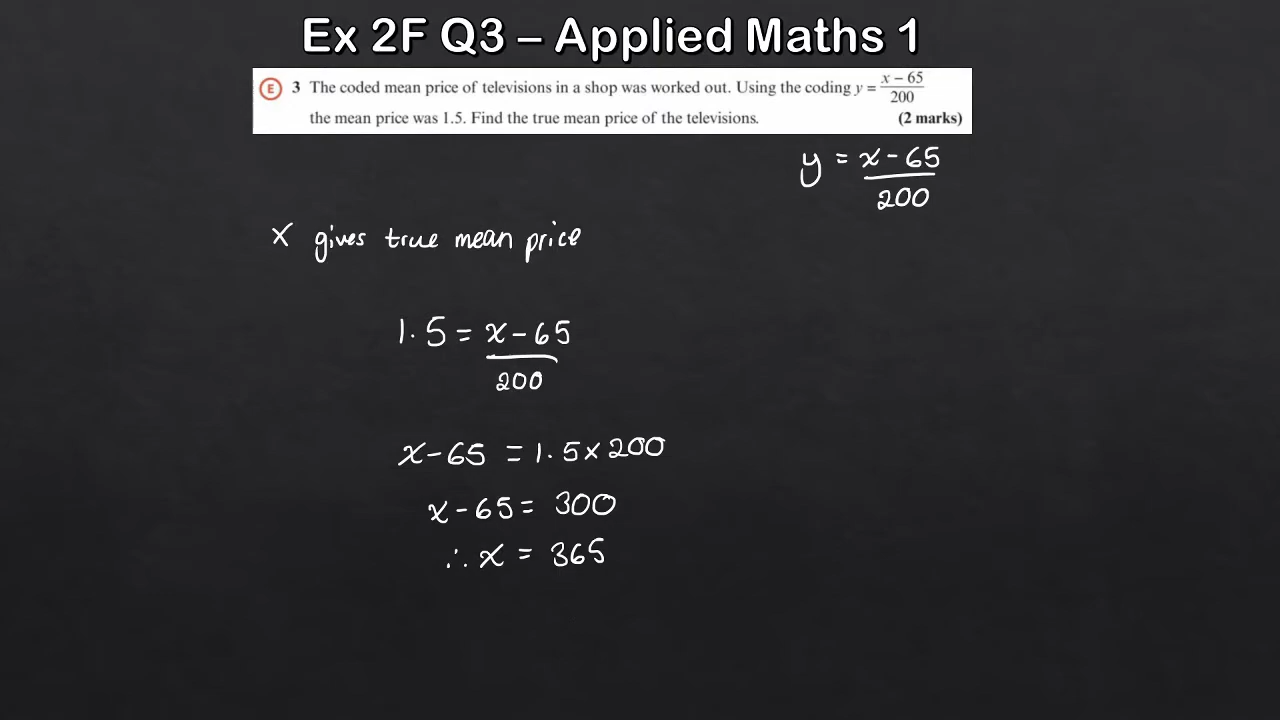 Ex 2F Q3 – Applied Maths 1
E 3 The coded mean price of televisions in a shop was worked out. Using the coding y = (x – 65)/200
the mean price was 1.5. Find the true mean price of the televisions. (2 marks)
y = (x – 65)/200
x gives true mean price
1.5 = (x – 65)/200
x – 65 = 1.5 × 200
x – 65 = 300
∴ x = 365